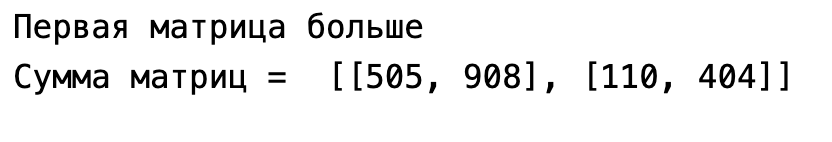 Первая матрица больше
Сумма матриц =  [[505, 908], [110, 404]]